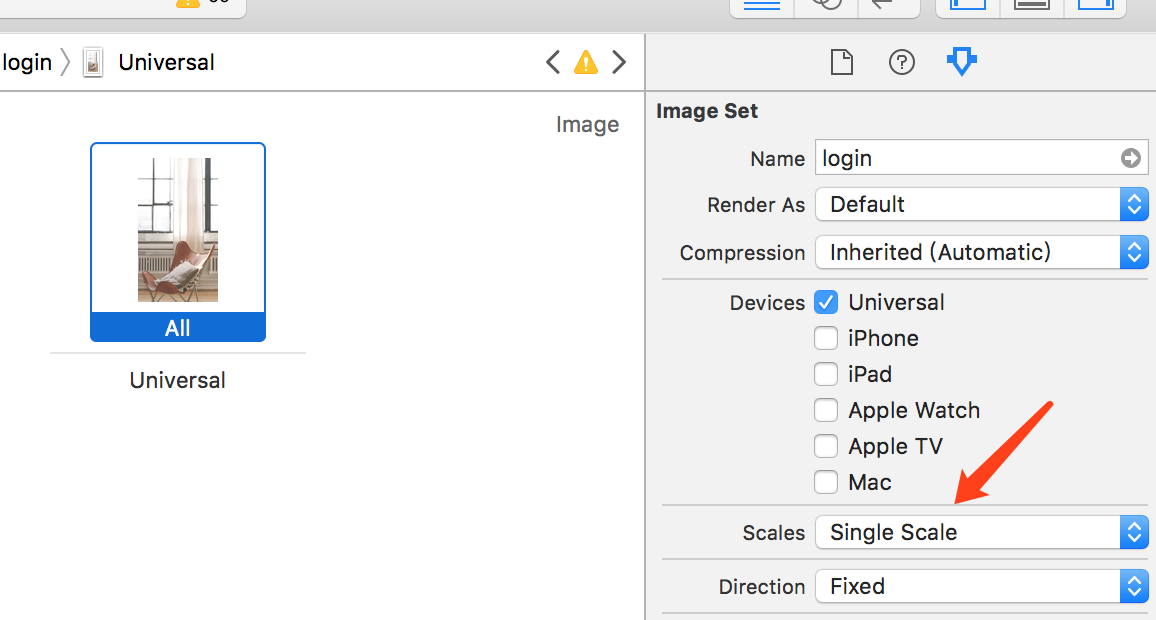 login
Universal
Image
All
Universal
Image Set
Name login
Render As Default
Compression Inherited (Automatic)
Devices Universal
iPhone
iPad
Apple Watch
Apple TV
Mac
Scales Single Scale
Direction Fixed